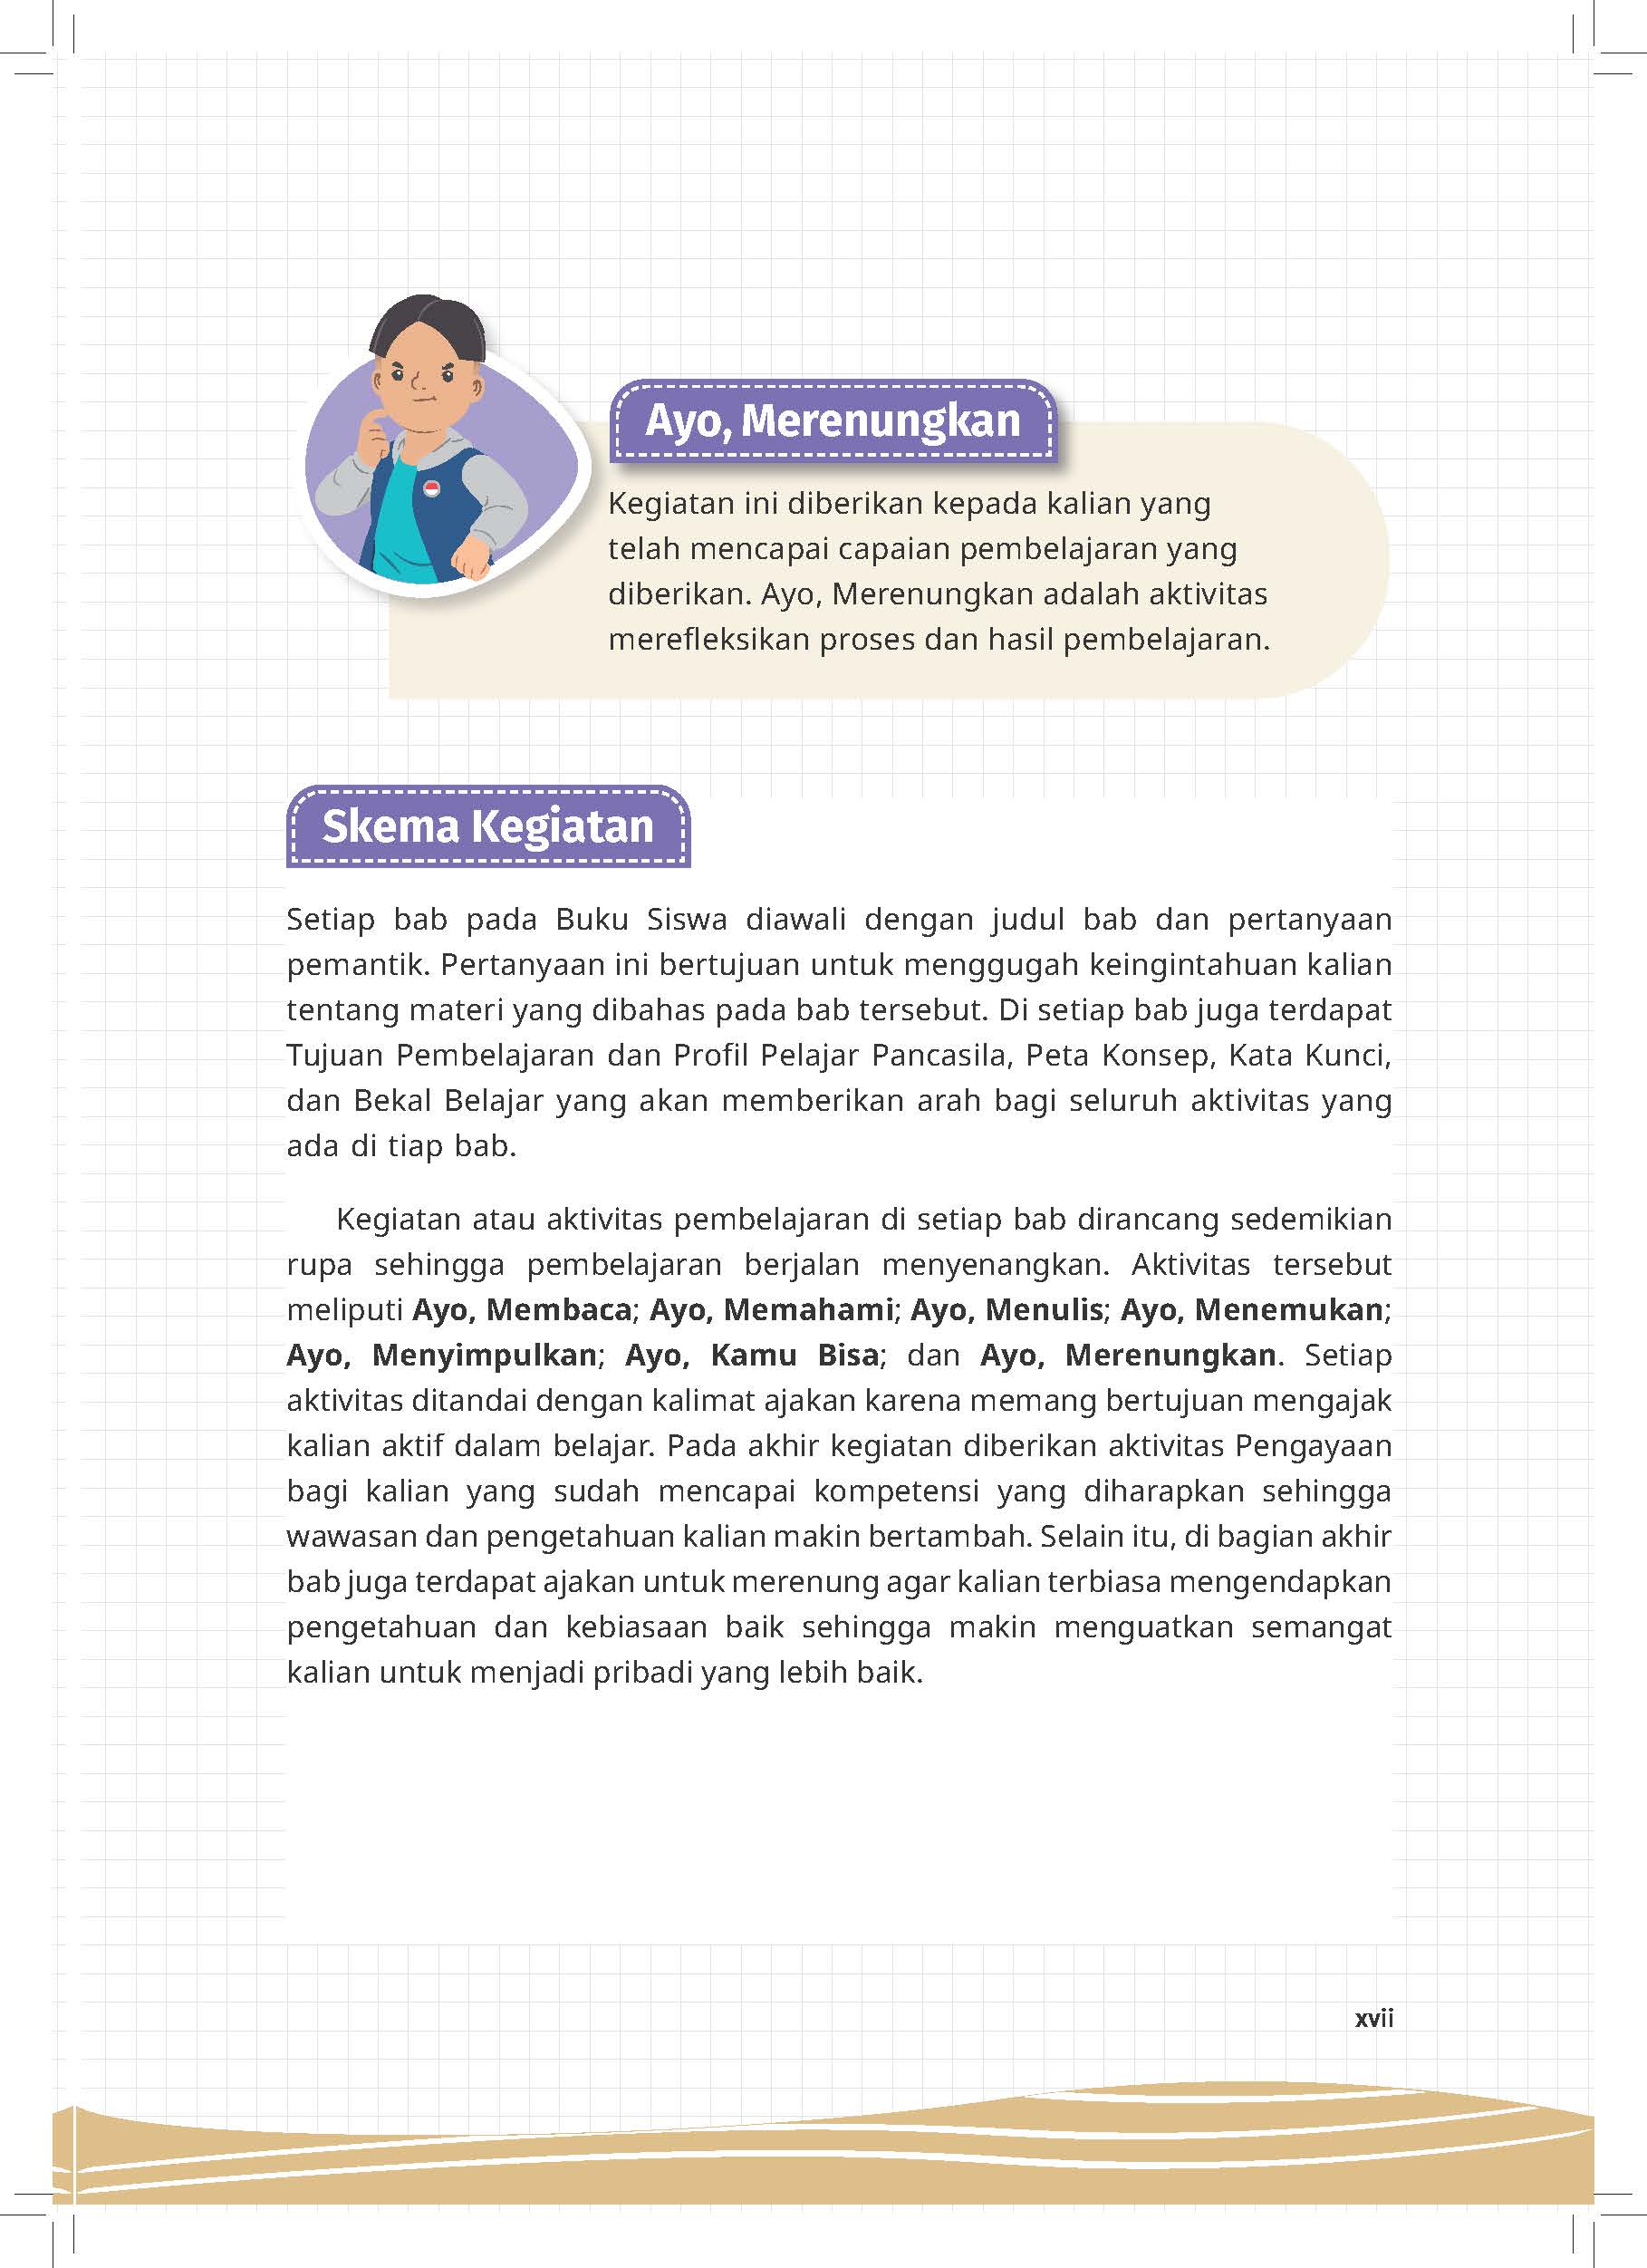 Ayo, Merenungkan
Kegiatan ini diberikan kepada kalian yang
telah mencapai capaian pembelajaran yang
diberikan. Ayo, Merenungkan adalah aktivitas
merefleksikan proses dan hasil pembelajaran.
Skema Kegiatan
Setiap bab pada Buku Siswa diawali dengan judul bab dan pertanyaan
pemantik. Pertanyaan ini bertujuan untuk menggugah keingintahuan kalian
tentang materi yang dibahas pada bab tersebut. Di setiap bab juga terdapat
Tujuan Pembelajaran dan Profil Pelajar Pancasila, Peta Konsep, Kata Kunci,
dan Bekal Belajar yang akan memberikan arah bagi seluruh aktivitas yang
ada di tiap bab.
Kegiatan atau aktivitas pembelajaran di setiap bab dirancang sedemikian
rupa sehingga pembelajaran berjalan menyenangkan. Aktivitas tersebut
meliputi Ayo, Membaca; Ayo, Memahami; Ayo, Menulis; Ayo, Menemukan;
Ayo, Menyimpulkan; Ayo, Kamu Bisa; dan Ayo, Merenungkan. Setiap
aktivitas ditandai dengan kalimat ajakan karena memang bertujuan mengajak
kalian aktif dalam belajar. Pada akhir kegiatan diberikan aktivitas Pengayaan
bagi kalian yang sudah mencapai kompetensi yang diharapkan sehingga
wawasan dan pengetahuan kalian makin bertambah. Selain itu, di bagian akhir
bab juga terdapat ajakan untuk merenung agar kalian terbiasa mengendapkan
pengetahuan dan kebiasaan baik sehingga makin menguatkan semangat
kalian untuk menjadi pribadi yang lebih baik.
xvii